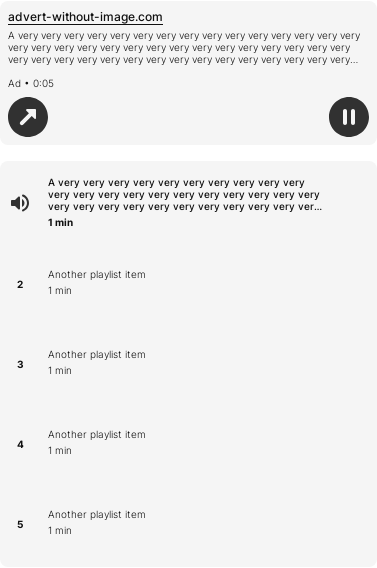 advert-without-image.com
A very very very very very very very very very very very very very very
very very very very very very very very very very very very very very very
very very very very very very very very very very very very very very very...
Ad • 0:05
A very very very very very very very very very very
very very very very very very very very very very very
very very very very very very very very very very ver...
1 min
2
Another playlist item
1 min
3
Another playlist item
1 min
4
Another playlist item
1 min
5
Another playlist item
1 min